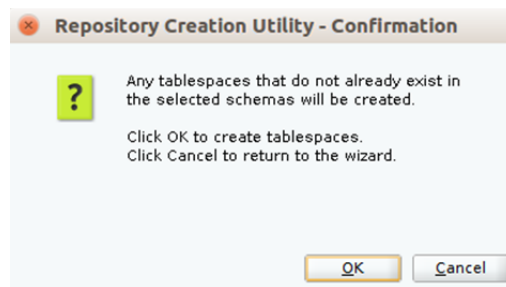 Repository Creation Utility - Confirmation
?
Any tablespaces that do not already exist in
the selected schemas will be created.
Click OK to create tablespaces.
Click Cancel to return to the wizard.
OK
Cancel